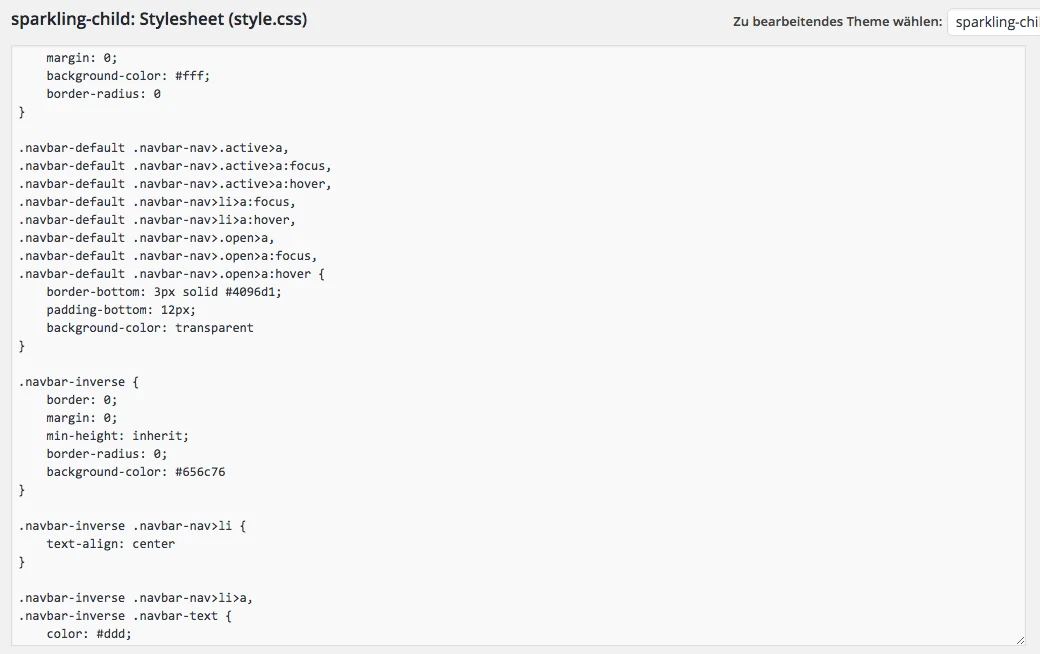 sparkling-child: Stylesheet (style.css)
Zu bearbeitendes Theme wählen: sparkling-chi
    margin: 0;
    background-color: #fff;
    border-radius: 0
}
.navbar-default .navbar-nav>.active>a,
.navbar-default .navbar-nav>.active>a:focus,
.navbar-default .navbar-nav>.active>a:hover,
.navbar-default .navbar-nav>li>a:focus,
.navbar-default .navbar-nav>li>a:hover,
.navbar-default .navbar-nav>.open>a,
.navbar-default .navbar-nav>.open>a:focus,
.navbar-default .navbar-nav>.open>a:hover {
    border-bottom: 3px solid #4096d1;
    padding-bottom: 12px;
    background-color: transparent
}
.navbar-inverse {
    border: 0;
    margin: 0;
    min-height: inherit;
    border-radius: 0;
    background-color: #656c76
}
.navbar-inverse .navbar-nav>li {
    text-align: center
}
.navbar-inverse .navbar-nav>li>a,
.navbar-inverse .navbar-text {
    color: #ddd;